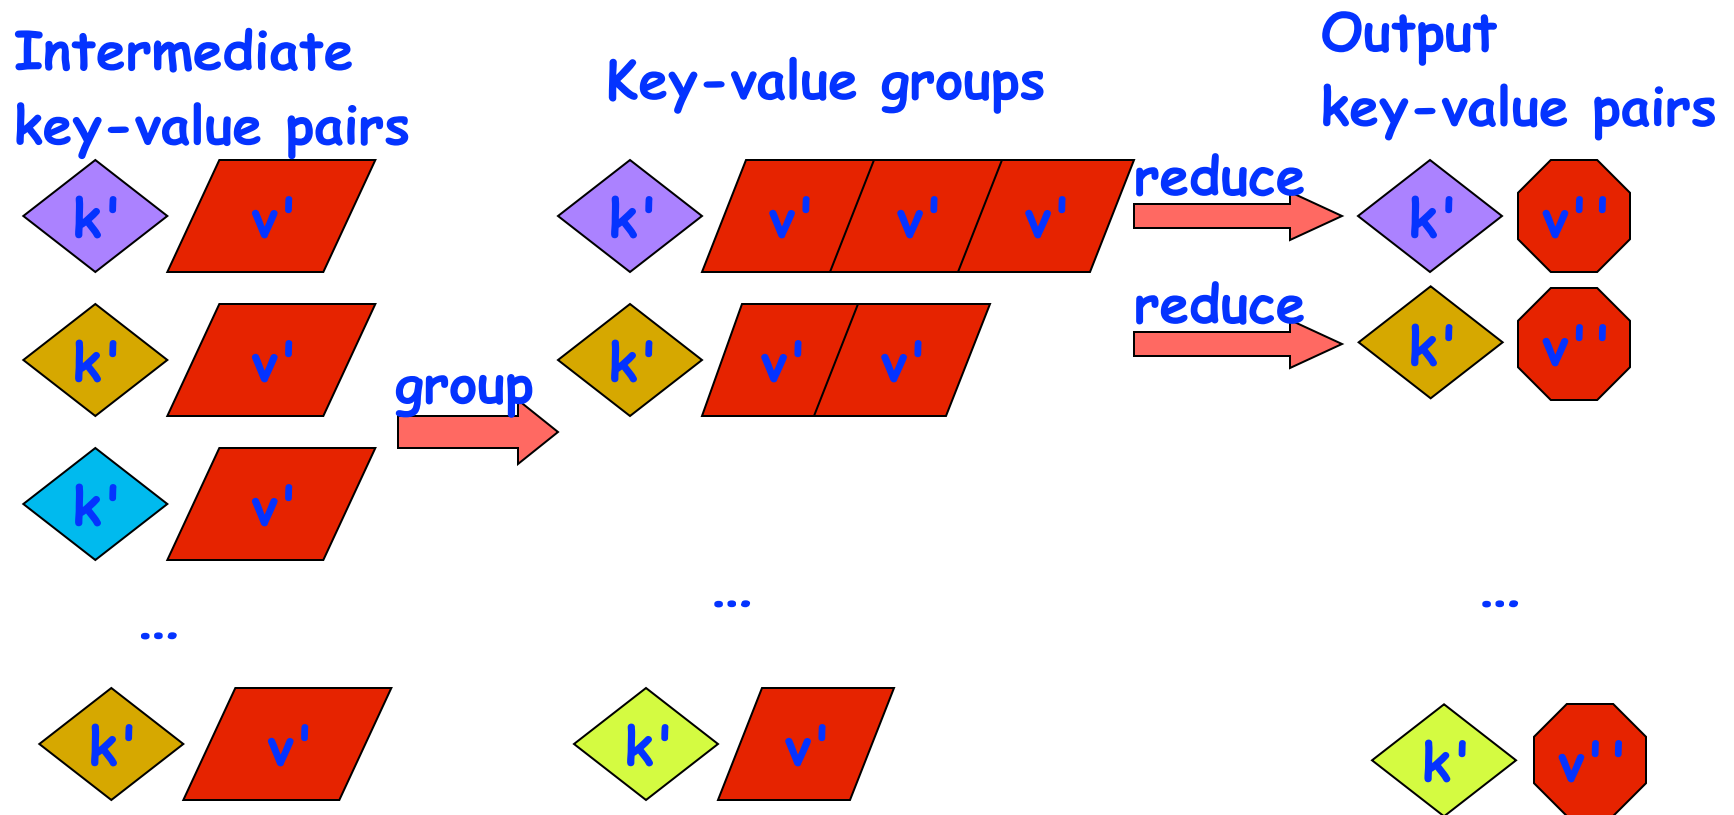 Intermediate
key-value pairs
Key-value groups
Output
key-value pairs
k' v'
k' v' v' v'
reduce
k' v''
k' v'
k' v' v'
reduce
k' v''
group
k' v'
...
...
...
k' v'
k' v'
k' v''